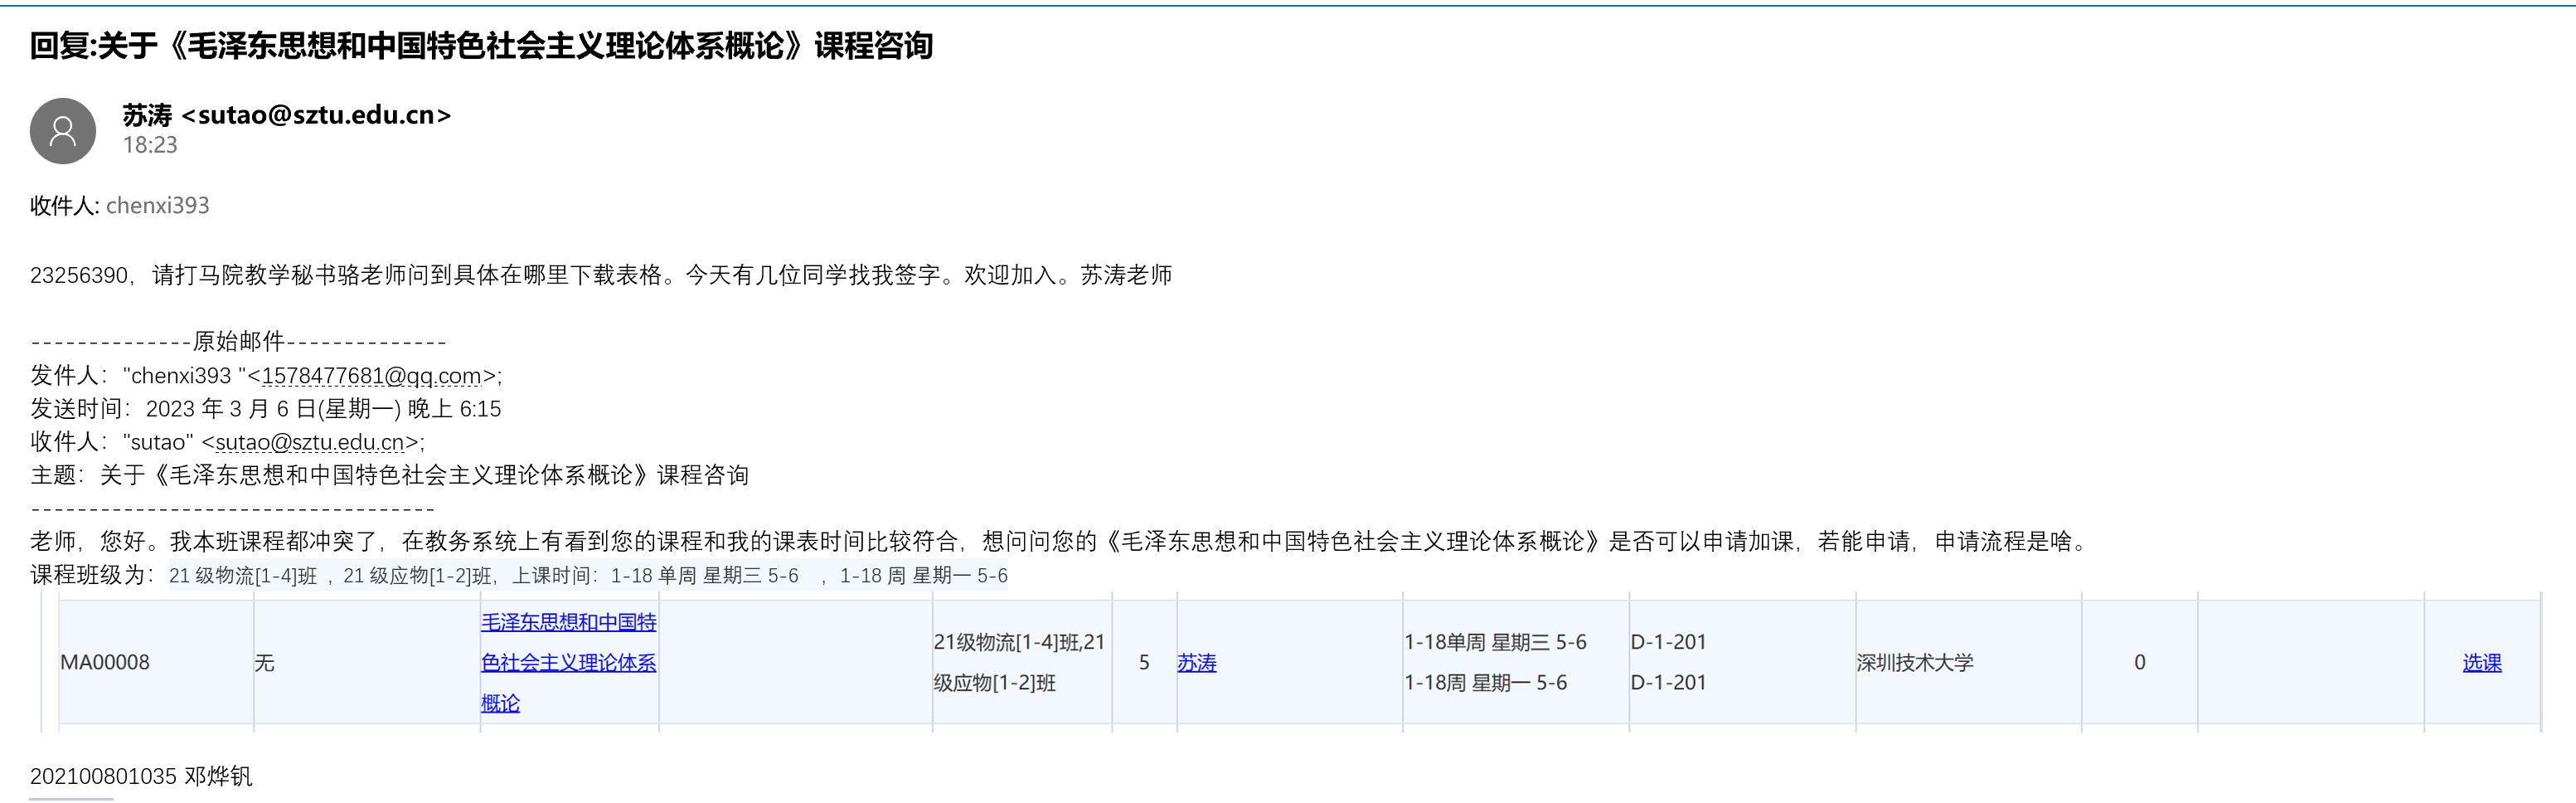 回复:关于《毛泽东思想和中国特色社会主义理论体系概论》课程咨询
苏涛 <sutao@sztu.edu.cn>
18:23
收件人: chenxi393
23256390，请打马院教学秘书骆老师问到具体在哪里下载表格。今天有几位同学找我签字。欢迎加入。苏涛老师
--------------原始邮件--------------
发件人："chenxi393 "<1578477681@qq.com>;
发送时间：2023 年 3 月 6 日(星期一) 晚上 6:15
收件人："sutao" <sutao@sztu.edu.cn>;
主题：关于《毛泽东思想和中国特色社会主义理论体系概论》课程咨询
-----------------------------------
老师，您好。我本班课程都冲突了，在教务系统上有看到您的课程和我的课表时间比较符合，想问问您的《毛泽东思想和中国特色社会主义理论体系概论》是否可以申请加课，若能申请，申请流程是啥。
课程班级为：21 级物流[1-4]班 ，21 级应物[1-2]班，上课时间：1-18 单周 星期三 5-6 ，1-18 周 星期一 5-6
MA00008 无 毛泽东思想和中国特
色社会主义理论体系
概论
21级物流[1-4]班,21
级应物[1-2]班
5 苏涛
1-18单周 星期三 5-6
1-18周 星期一 5-6
D-1-201
D-1-201
深圳技术大学 0 选课
202100801035 邓烨钒